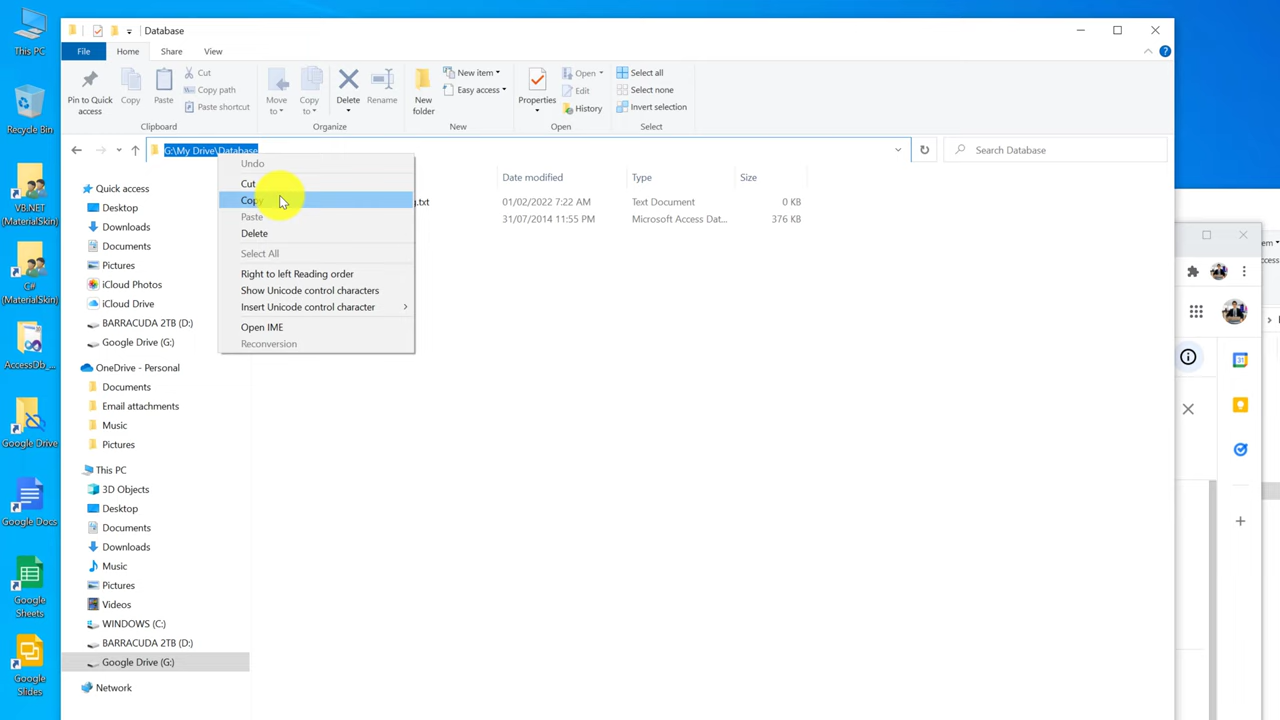 This PC
Recycle Bin
VB.NET
(MaterialSkin)
C#
(MaterialSkin)
AccessDb_...
Google Drive
Google Docs
Google
Sheets
Google
Slides
Database
File
Home
Share
View
Pin to Quick
access
Copy
Paste
Cut
Copy path
Paste shortcut
Clipboard
Move
to
Copy
to
Delete
Rename
Organize
New
folder
New item
Easy access
New
Properties
Open
Edit
History
Open
Select all
Select none
Invert selection
Select
G:\My Drive\Database
Search Database
Date modified
Type
Size
.txt
01/02/2022 7:22 AM
Text Document
0 KB
31/07/2014 11:55 PM
Microsoft Access Dat...
376 KB
Undo
Cut
Copy
Paste
Delete
Select All
Right to left Reading order
Show Unicode control characters
Insert Unicode control character
Open IME
Reconversion
Quick access
Desktop
Downloads
Documents
Pictures
iCloud Photos
iCloud Drive
BARRACUDA 2TB (D:)
Google Drive (G:)
OneDrive - Personal
Documents
Email attachments
Music
Pictures
This PC
3D Objects
Desktop
Documents
Downloads
Music
Pictures
Videos
WINDOWS (C:)
BARRACUDA 2TB (D:)
Google Drive (G:)
Network